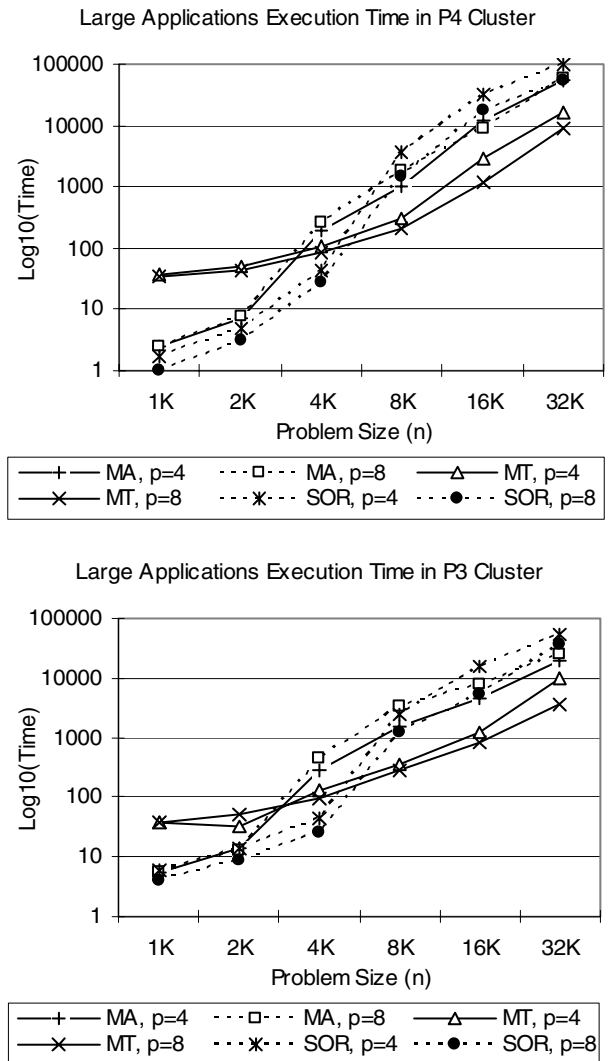 Large Applications Execution Time in P4 Cluster
100000
10000
1000
100
10
1
Log10(Time)
1K 2K 4K 8K 16K 32K
Problem Size (n)
MA, p=4 MA, p=8 MT, p=4
MT, p=8 SOR, p=4 SOR, p=8
Large Applications Execution Time in P3 Cluster
100000
10000
1000
100
10
1
Log10(Time)
1K 2K 4K 8K 16K 32K
Problem Size (n)
MA, p=4 MA, p=8 MT, p=4
MT, p=8 SOR, p=4 SOR, p=8